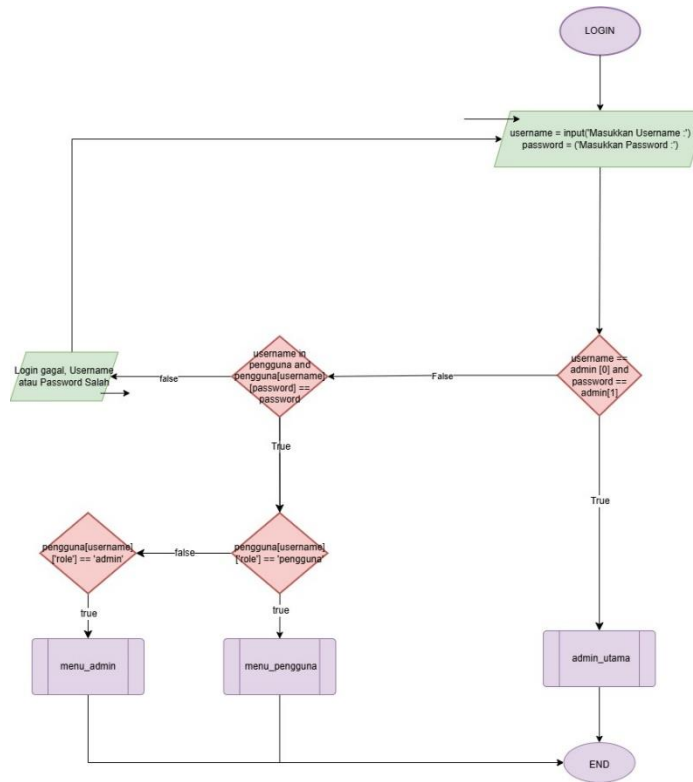 LOGIN
username = input('Masukkan Username :')
password = ('Masukkan Password :')
username ==
admin [0] and
password ==
admin[1]
False
username in
pengguna and
pengguna[username]
[password] ==
password
false
Login gagal, Username
atau Password Salah
True
True
pengguna[username]
['role'] == 'pengguna'
false
pengguna[username]
['role'] == 'admin'
true
true
menu_admin
menu_pengguna
admin_utama
END